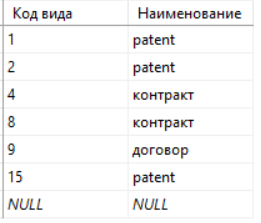 Код вида Наименование
1 patent
2 patent
4 контракт
8 контракт
9 договор
15 patent
NULL NULL